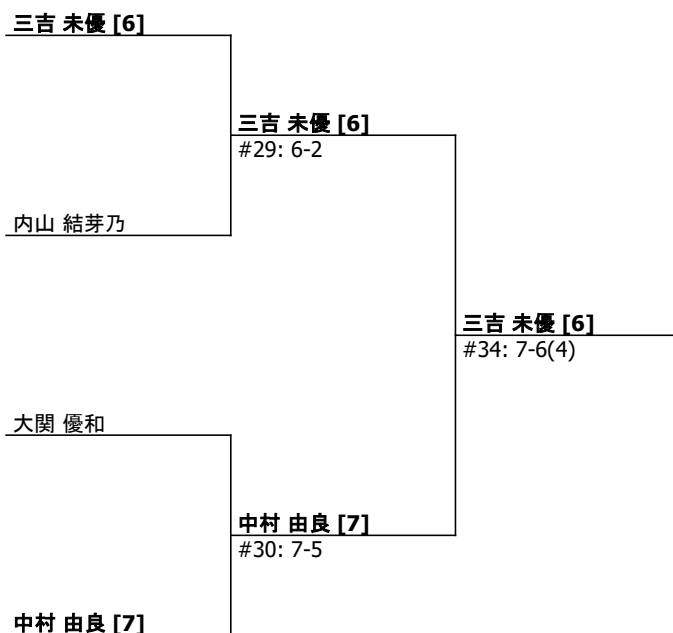 三吉 未優 [6]
三吉 未優 [6]
#29: 6-2
内山 結芽乃
三吉 未優 [6]
#34: 7-6(4)
大関 優和
中村 由良 [7]
#30: 7-5
中村 由良 [7]